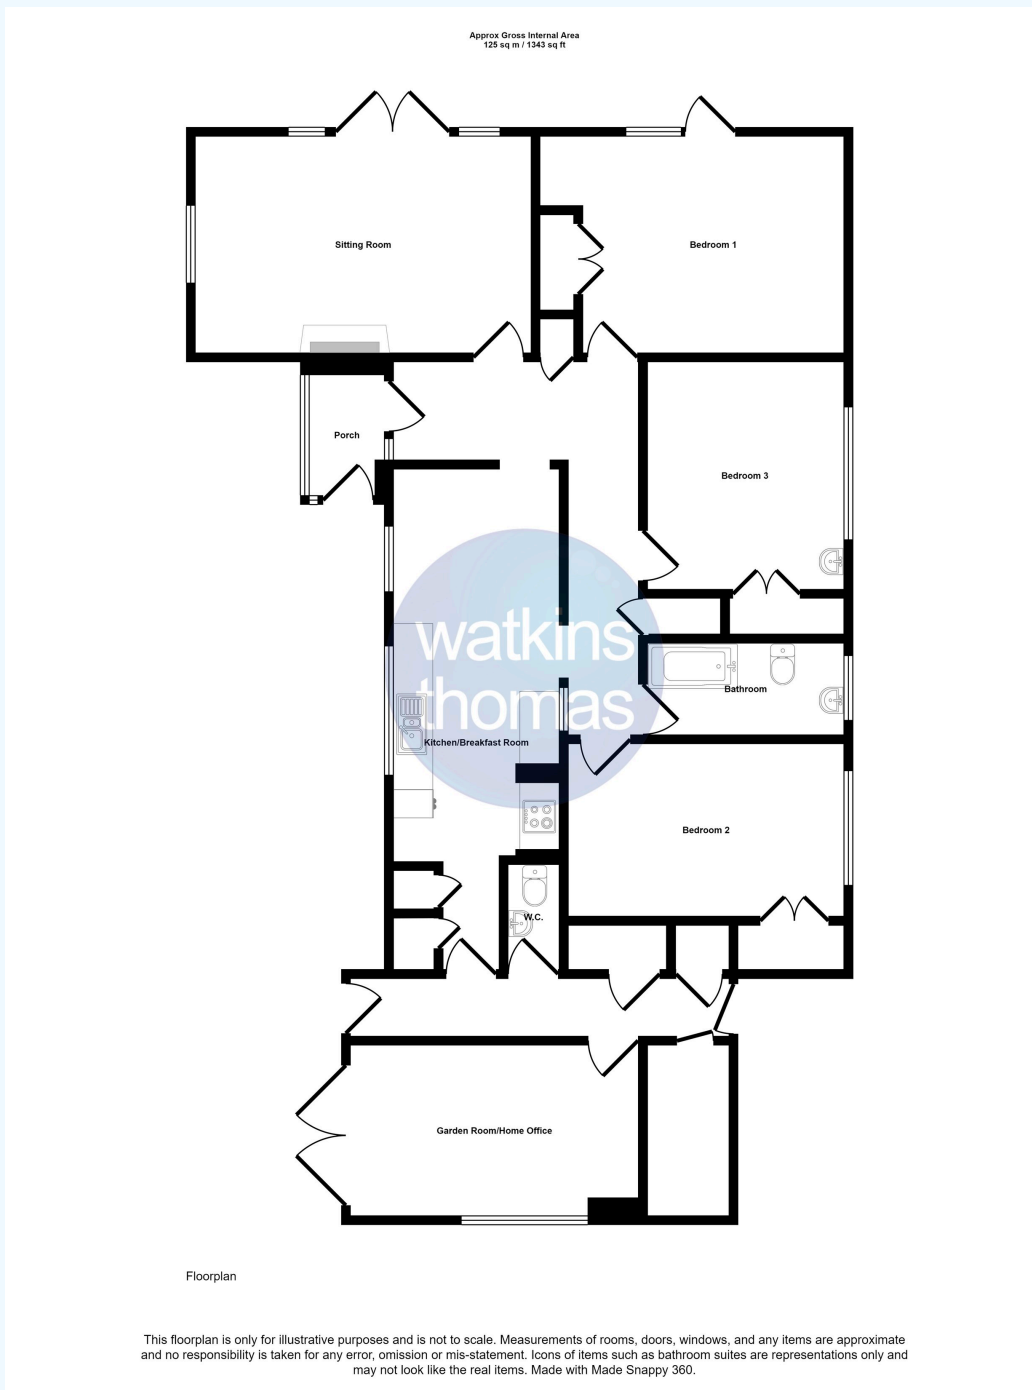 Approx Gross Internal Area
125 sq m / 1343 sq ft
Sitting Room
Bedroom 1
Porch
Bedroom 3
watkins
thomas
Bathroom
Kitchen/Breakfast Room
Bedroom 2
W.C.
Garden Room/Home Office
Floorplan
This floorplan is only for illustrative purposes and is not to scale. Measurements of rooms, doors, windows, and any items are approximate
and no responsibility is taken for any error, omission or mis-statement. Icons of items such as bathroom suites are representations only and
may not look like the real items. Made with Made Snappy 360.